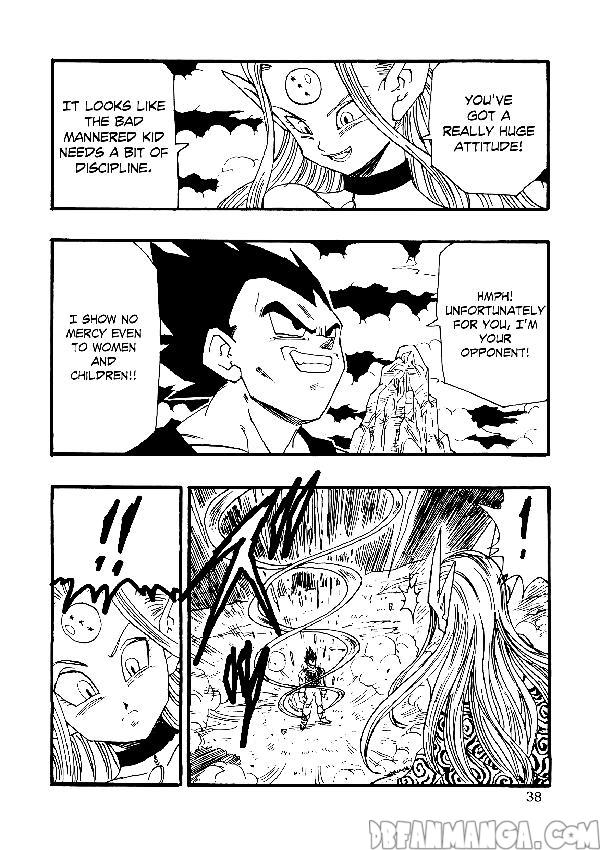 YOU'VE
GOT A
REALLY HUGE
ATTITUDE!
IT LOOKS LIKE
THE BAD
MANNERED KID
NEEDS A BIT OF
DISCIPLINE.
HMPH!
UNFORTUNATELY
FOR YOU, I'M
YOUR
OPPONENT!
I SHOW NO
MERCY EVEN
TO WOMEN
AND
CHILDREN!!
!
!!
38
DBFANMANGA.COM